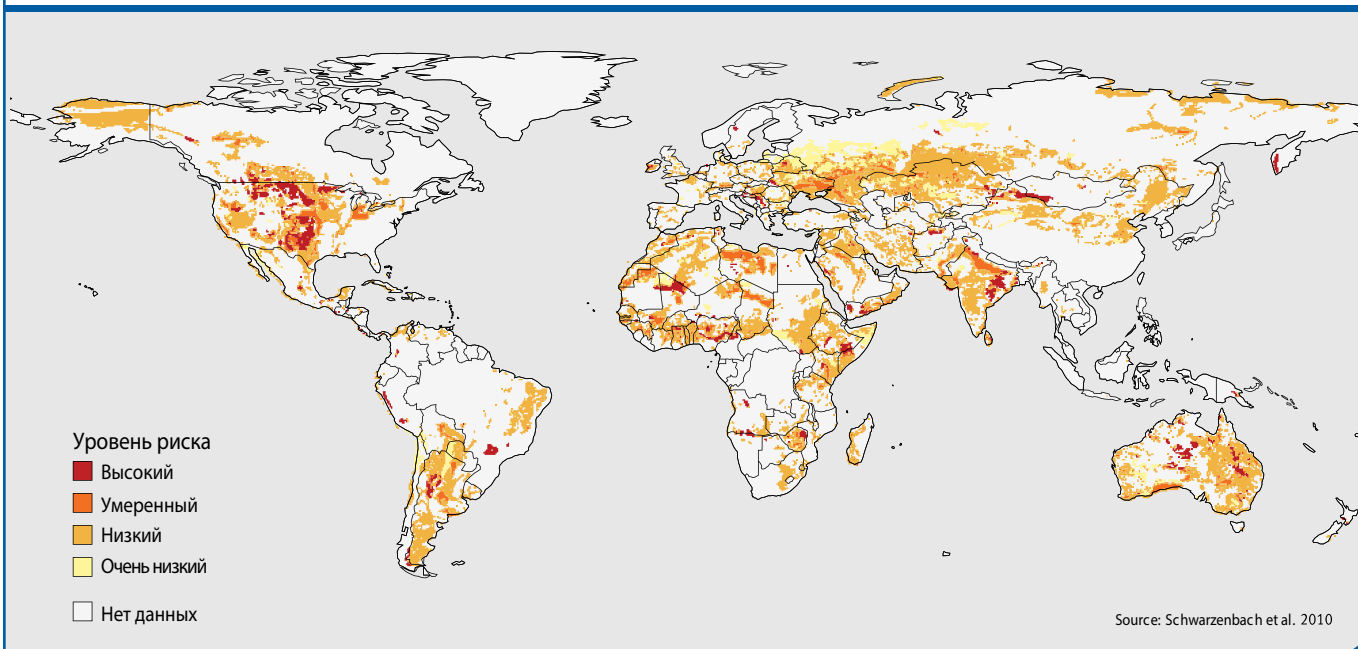 Уровень риска
Высокий
Умеренный
Низкий
Очень низкий
Нет данных
Source: Schwarzenbach et al. 2010